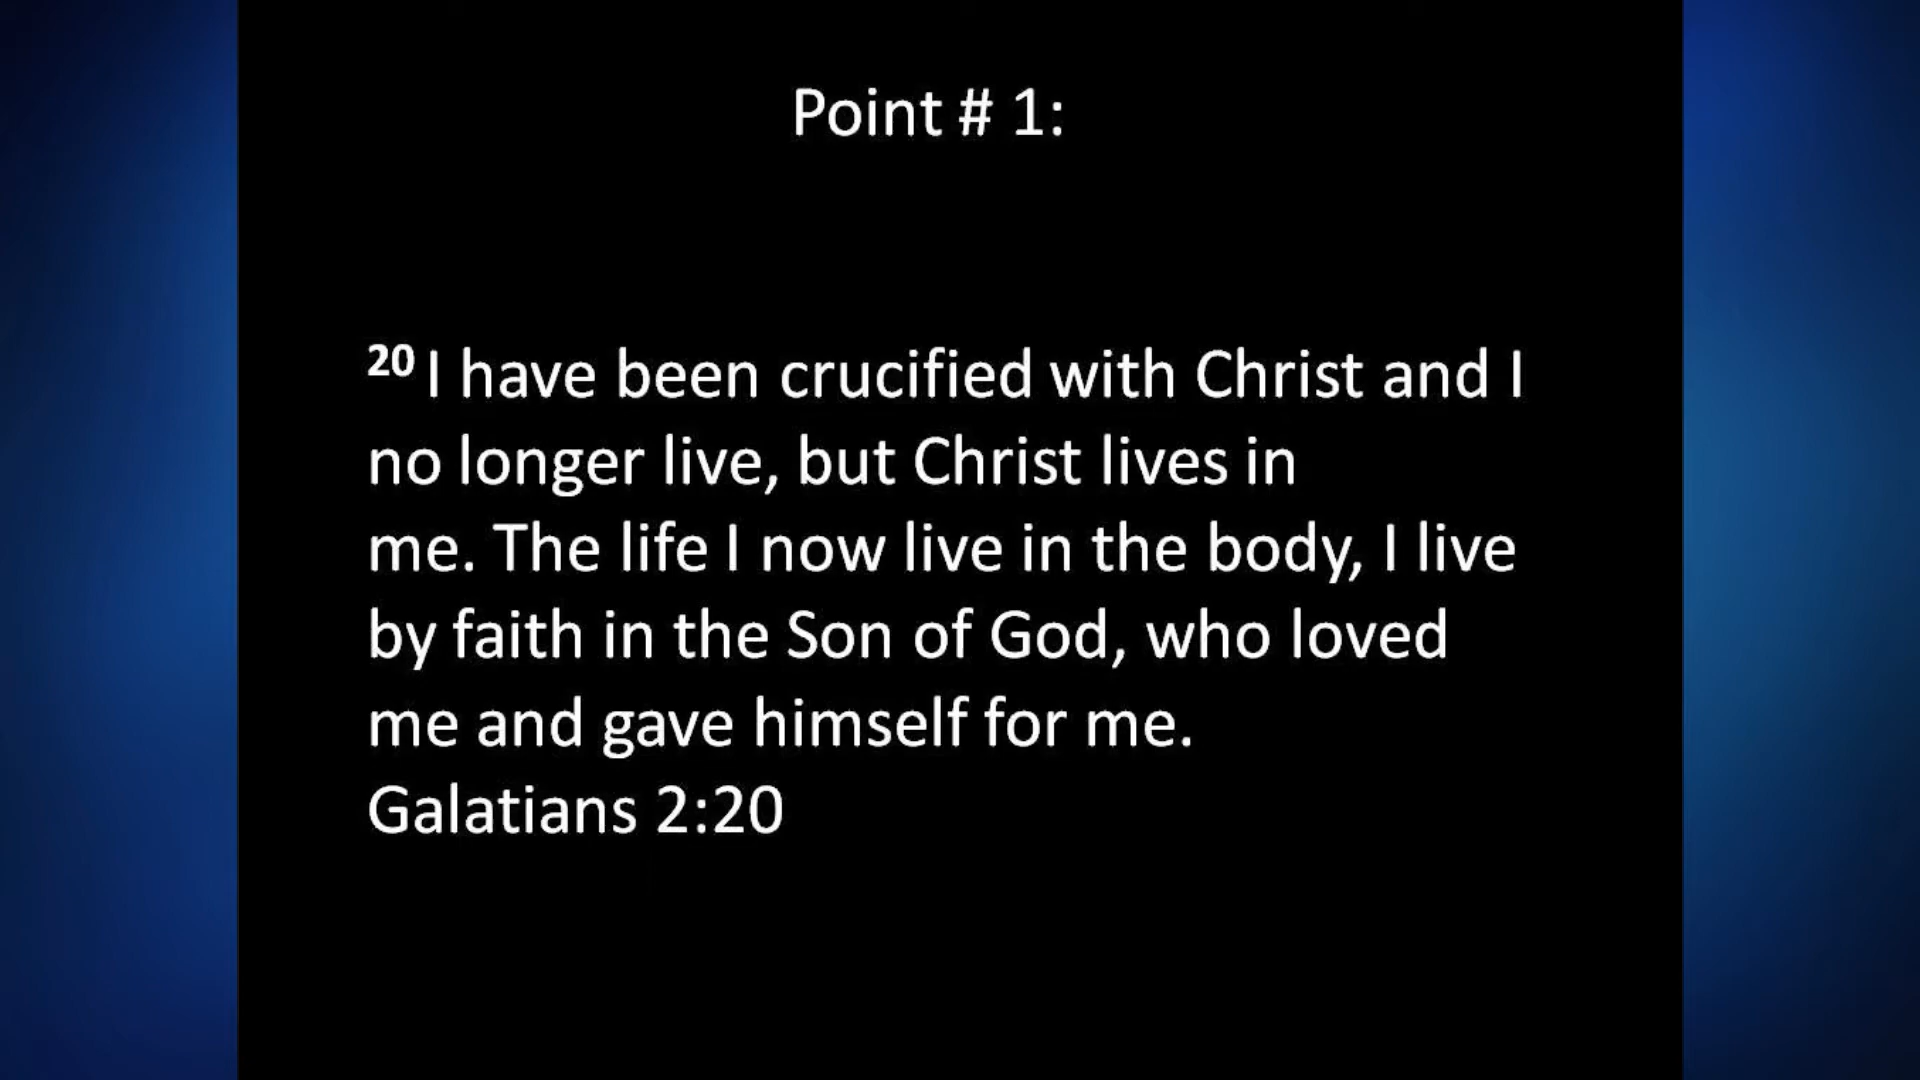 Point # 1:
20 I have been crucified with Christ and I
no longer live, but Christ lives in
me. The life I now live in the body, I live
by faith in the Son of God, who loved
me and gave himself for me.
Galatians 2:20